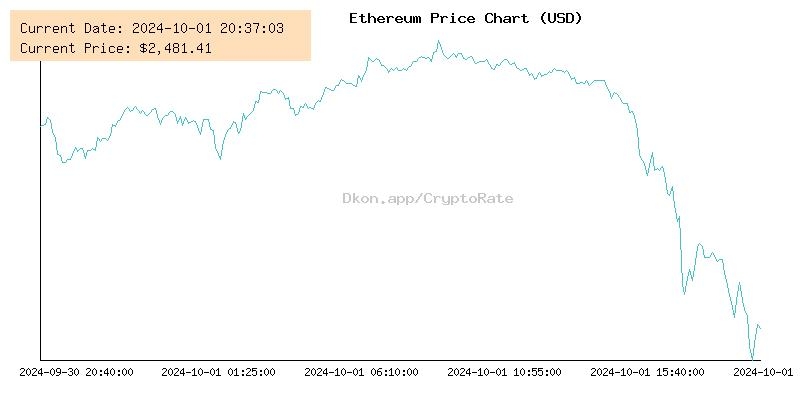 Ethereum Price Chart (USD)
Current Date: 2024-10-01 20:37:03
Current Price: $2,481.41
Dkon.app/CryptoRate
2024-09-30 20:40:00 2024-10-01 01:25:00 2024-10-01 06:10:00 2024-10-01 10:55:00 2024-10-01 15:40:00 2024-10-01